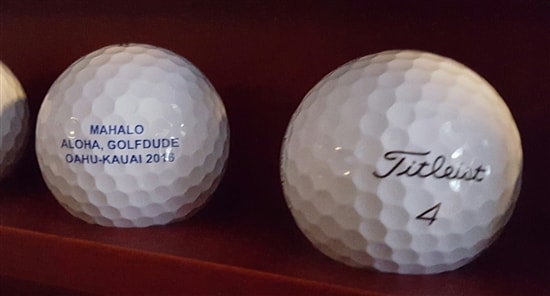 MAHALO
ALOHA, GOLFDUDE
OAHU-KAUAI 2016
Titleist
4